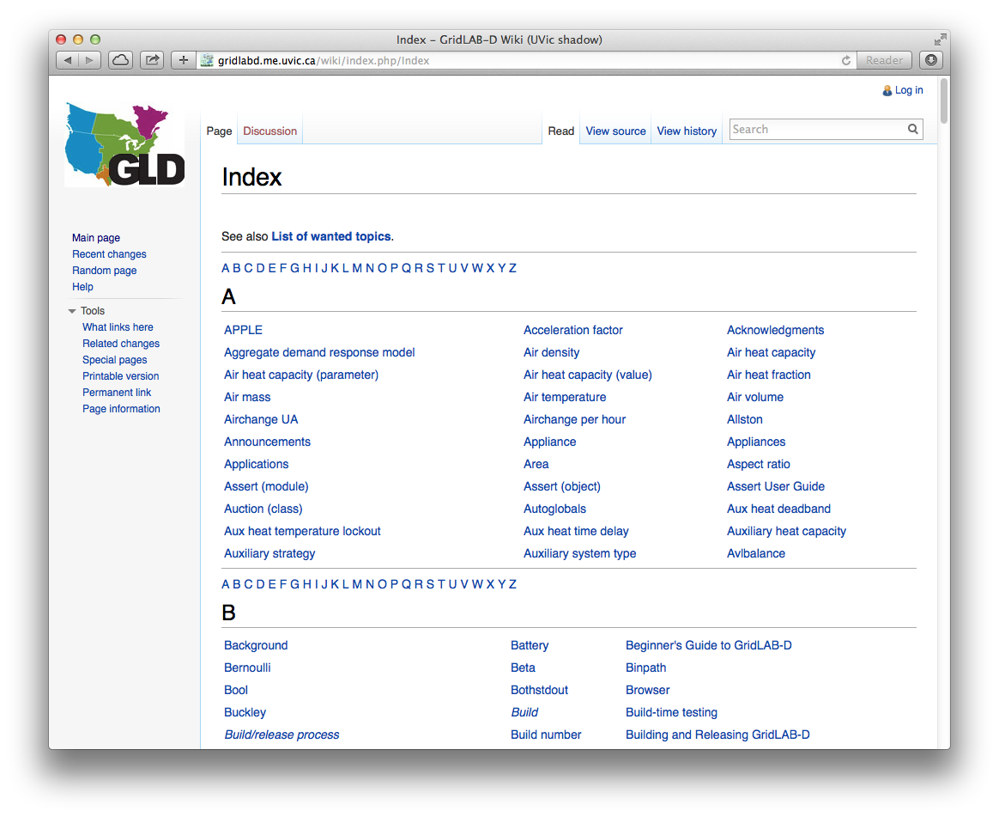 Index – GridLAB-D Wiki (UVic shadow)
gridlabd.me.uvic.ca/wiki/index.php/Index
Reader
Log in
GLD
Page Discussion Read View source View history Search
Index
Main page
Recent changes
Random page
Help
Tools
What links here
Related changes
Special pages
Printable version
Permanent link
Page information
See also List of wanted topics.
A B C D E F G H I J K L M N O P Q R S T U V W X Y Z
A
APPLE Acceleration factor Acknowledgments
Aggregate demand response model Air density Air heat capacity
Air heat capacity (parameter) Air heat capacity (value) Air heat fraction
Air mass Air temperature Air volume
Airchange UA Airchange per hour Allston
Announcements Appliance Appliances
Applications Area Aspect ratio
Assert (module) Assert (object) Assert User Guide
Auction (class) Autoglobals Aux heat deadband
Aux heat temperature lockout Aux heat time delay Auxiliary heat capacity
Auxiliary strategy Auxiliary system type Avlbalance
A B C D E F G H I J K L M N O P Q R S T U V W X Y Z
B
Background Battery Beginner's Guide to GridLAB-D
Bernoulli Beta Binpath
Bool Bothstdout Browser
Buckley Build Build-time testing
Build/release process Build number Building and Releasing GridLAB-D